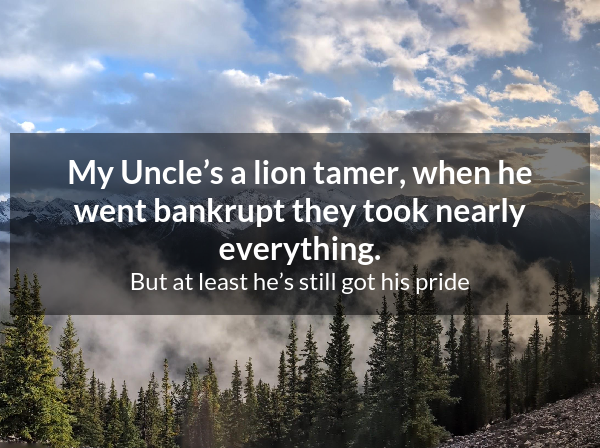 My Uncle’s a lion tamer, when he
went bankrupt they took nearly
everything.
But at least he’s still got his pride